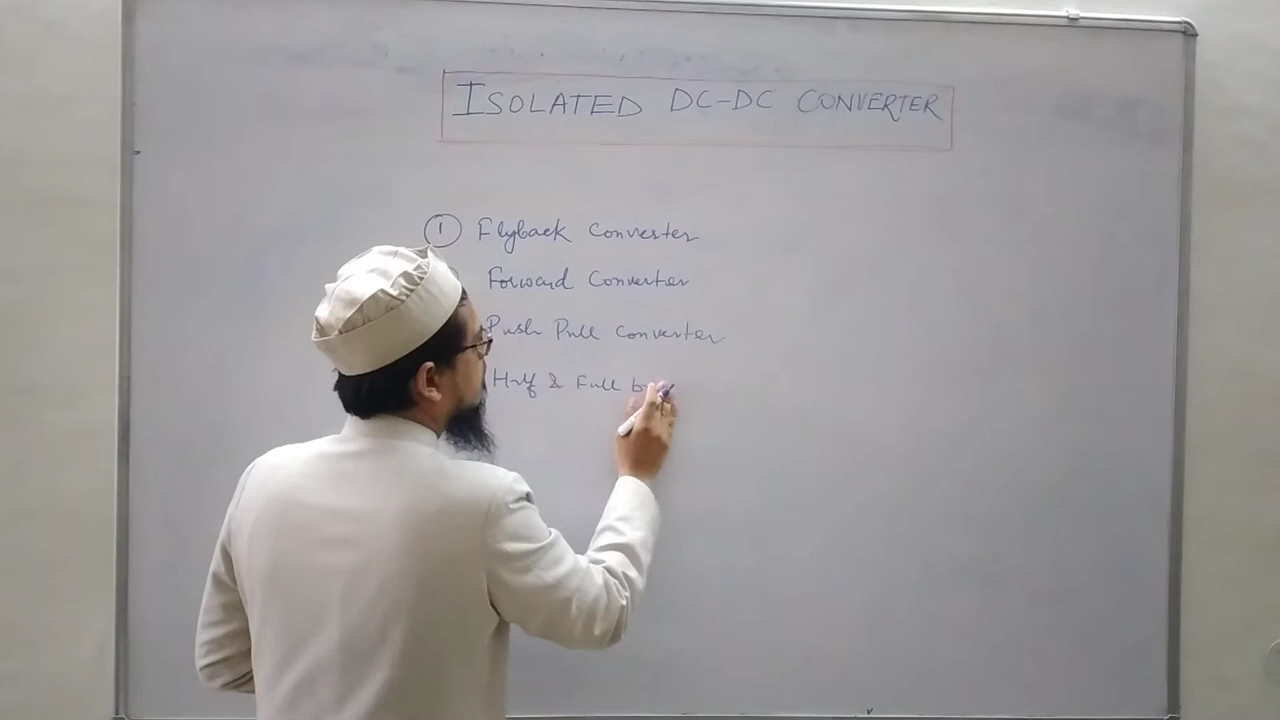 ISOLATED DC-DC CONVERTER
1 Flyback Converter
Forward Converter
Push Pull Converter
Half & Full b